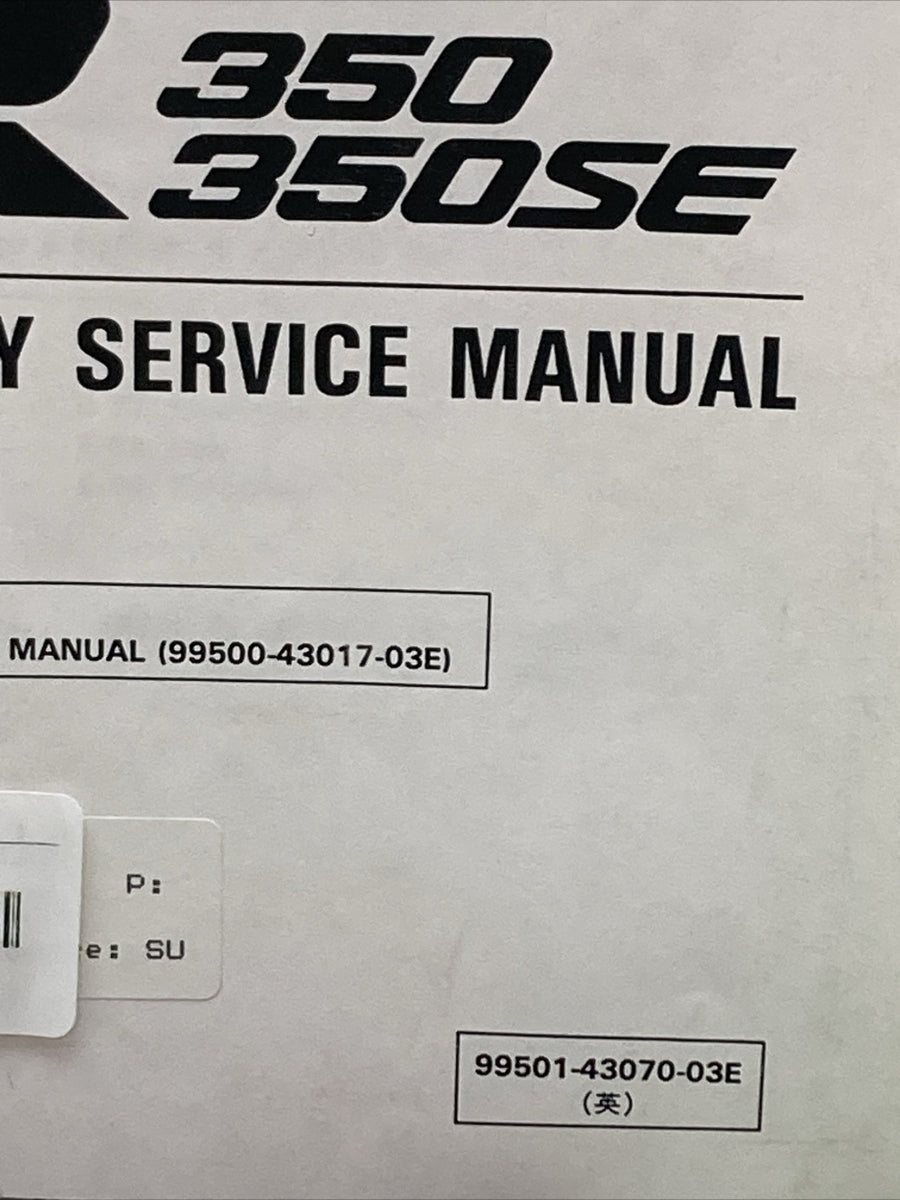 R 350
350SE
Y SERVICE MANUAL
MANUAL (99500-43017-03E)
P:
e: SU
99501-43070-03E
(英)